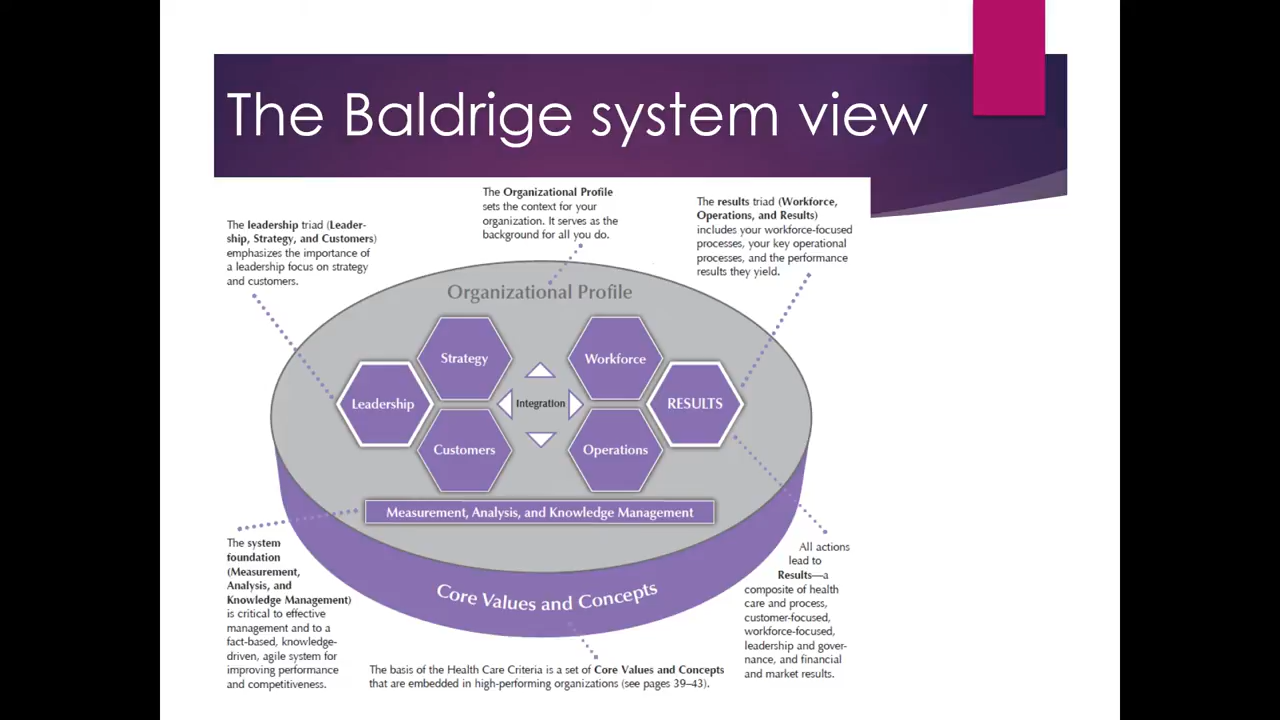 The Baldrige system view
The Organizational Profile
sets the context for your
organization. It serves as the
background for all you do.
The results triad (Workforce,
Operations, and Results)
includes your workforce-focused
processes, your key operational
processes, and the performance
results they yield.
The leadership triad (Leader-
ship, Strategy, and Customers)
emphasizes the importance of
a leadership focus on strategy
and customers.
Organizational Profile
Strategy
Workforce
Leadership
Integration
RESULTS
Customers
Operations
Measurement, Analysis, and Knowledge Management
Core Values and Concepts
The system
foundation
(Measurement,
Analysis, and
Knowledge Management)
is critical to effective
management and to a
fact-based, knowledge-
driven, agile system for
improving performance
and competitiveness.
All actions
lead to
Results—a
composite of health
care and process,
customer-focused,
workforce-focused,
leadership and gover-
nance, and financial
and market results.
The basis of the Health Care Criteria is a set of Core Values and Concepts
that are embedded in high-performing organizations (see pages 39–43).